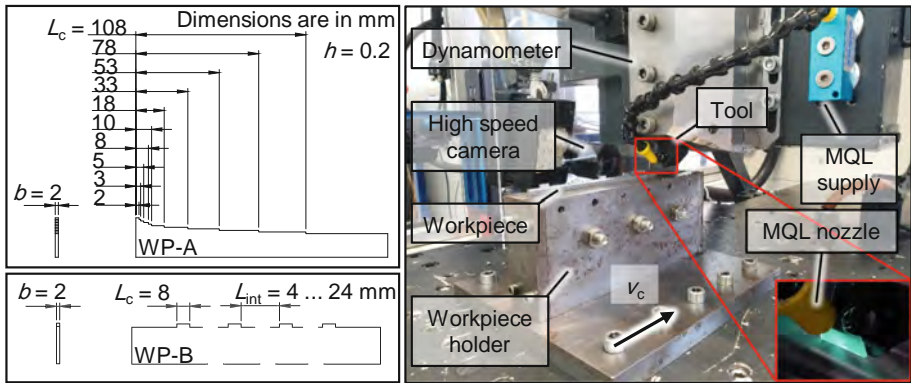 Dimensions are in mm
L_c = 108
h = 0.2
78
53
33
18
10
8
5
3
2
b = 2
WP-A
b = 2
L_c = 8
L_int = 4 ... 24 mm
WP-B
Dynamometer
High speed
camera
Tool
MQL
supply
Workpiece
MQL nozzle
v_c
Workpiece
holder